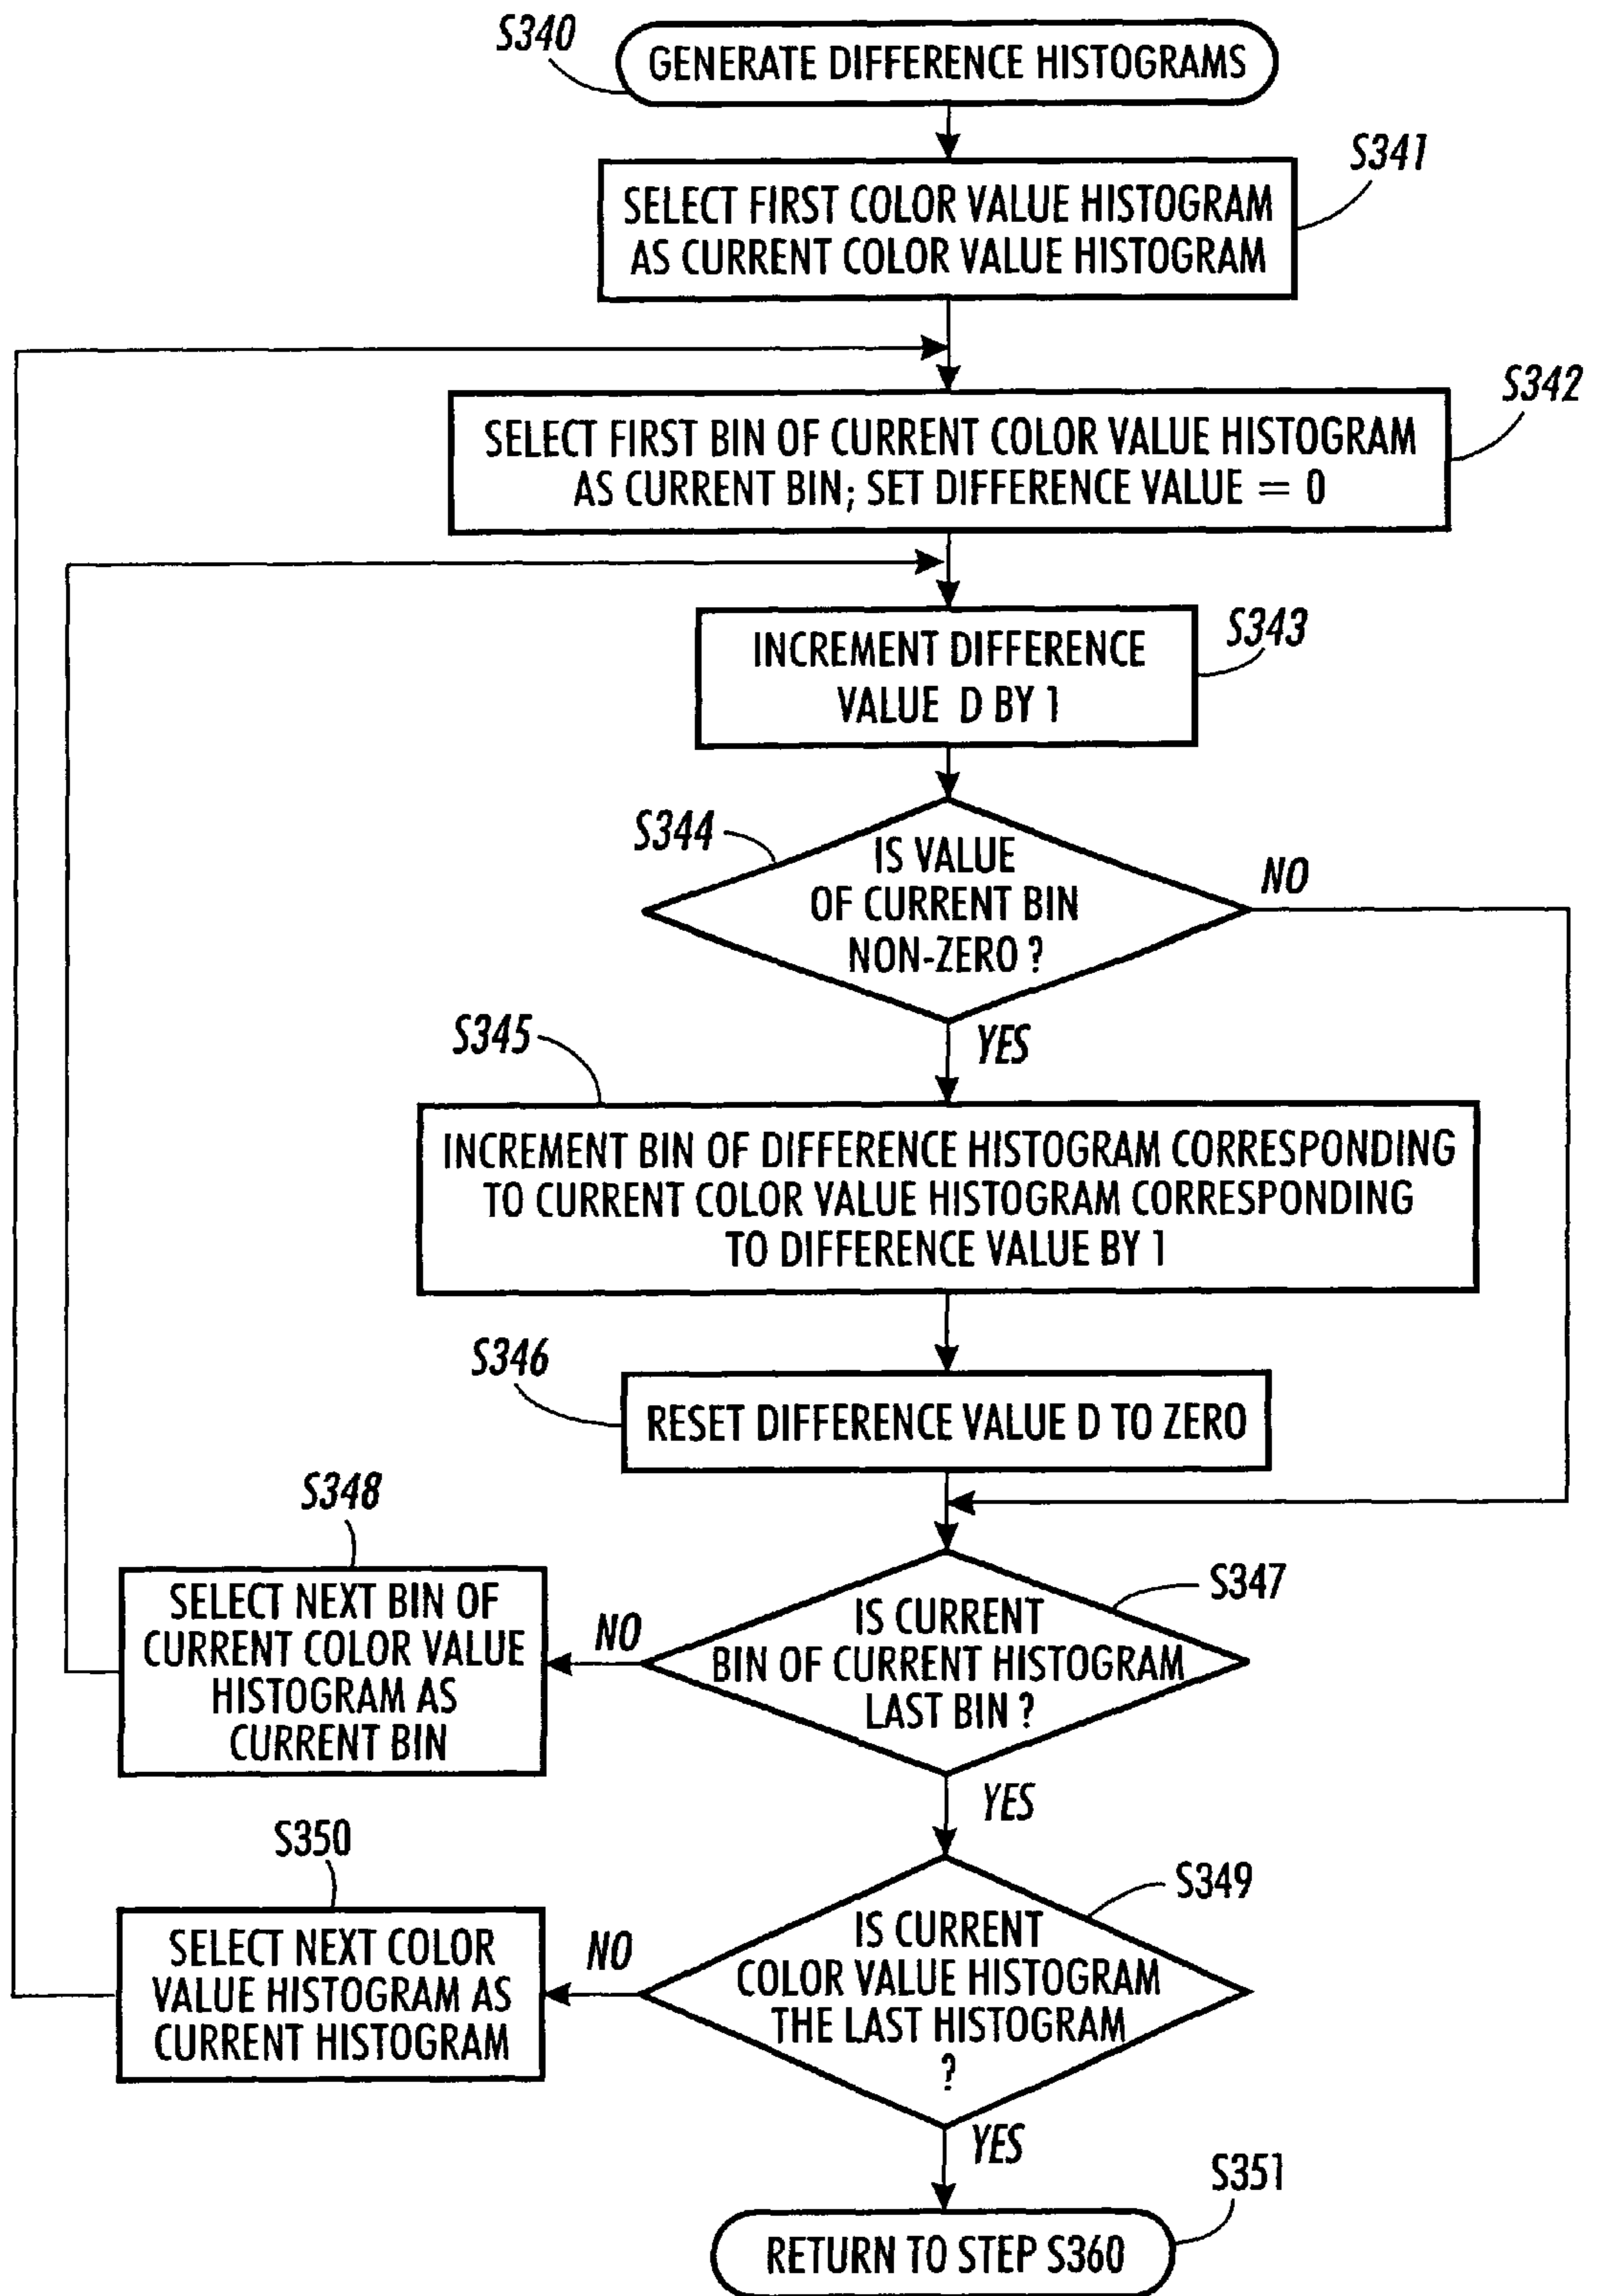 S340
GENERATE DIFFERENCE HISTOGRAMS
S341
SELECT FIRST COLOR VALUE HISTOGRAM
AS CURRENT COLOR VALUE HISTOGRAM
S342
SELECT FIRST BIN OF CURRENT COLOR VALUE HISTOGRAM
AS CURRENT BIN; SET DIFFERENCE VALUE = 0
S343
INCREMENT DIFFERENCE
VALUE D BY 1
S344
IS VALUE
OF CURRENT BIN
NON-ZERO ?
NO
YES
S345
INCREMENT BIN OF DIFFERENCE HISTOGRAM CORRESPONDING
TO CURRENT COLOR VALUE HISTOGRAM CORRESPONDING
TO DIFFERENCE VALUE BY 1
S346
RESET DIFFERENCE VALUE D TO ZERO
S347
IS CURRENT
BIN OF CURRENT HISTOGRAM
LAST BIN ?
NO
S348
SELECT NEXT BIN OF
CURRENT COLOR VALUE
HISTOGRAM AS
CURRENT BIN
YES
S349
IS CURRENT
COLOR VALUE HISTOGRAM
THE LAST HISTOGRAM
?
NO
S350
SELECT NEXT COLOR
VALUE HISTOGRAM AS
CURRENT HISTOGRAM
YES
S351
RETURN TO STEP S360